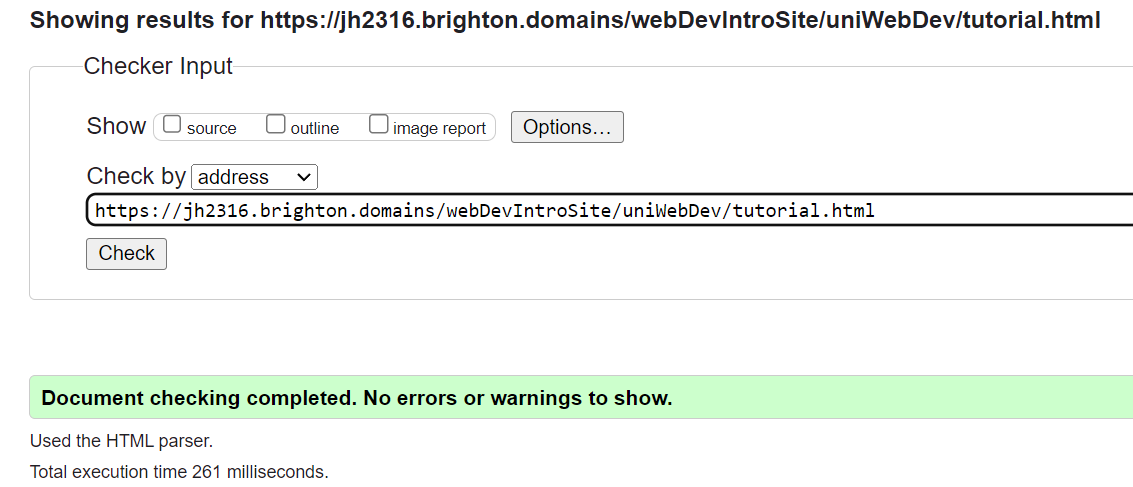 Showing results for https://jh2316.brighton.domains/webDevIntroSite/uniWebDev/tutorial.html
Checker Input
Show source outline image report Options...
Check by address
https://jh2316.brighton.domains/webDevIntroSite/uniWebDev/tutorial.html
Check
Document checking completed. No errors or warnings to show.
Used the HTML parser.
Total execution time 261 milliseconds.